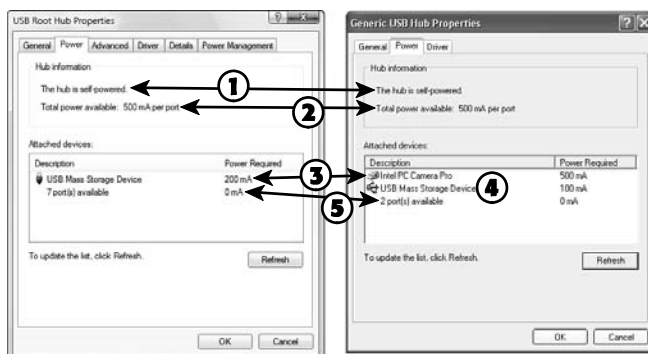 USB Root Hub Properties
General Power Advanced Driver Details Power Management
Hub information
The hub is self-powered.
Total power available: 500 mA per port
Attached devices:
Description Power Required
USB Mass Storage Device 200 mA
7 port(s) available 0 mA
To update the list, click Refresh.
Refresh
OK Cancel
1
2
3
4
5
Generic USB Hub Properties
General Power Driver
Hub information
The hub is self-powered.
Total power available: 500 mA per port
Attached devices:
Description Power Required
Intel PC Camera Pro 500 mA
USB Mass Storage Device 100 mA
2 port(s) available 0 mA
To update the list, click Refresh.
Refresh
OK Cancel